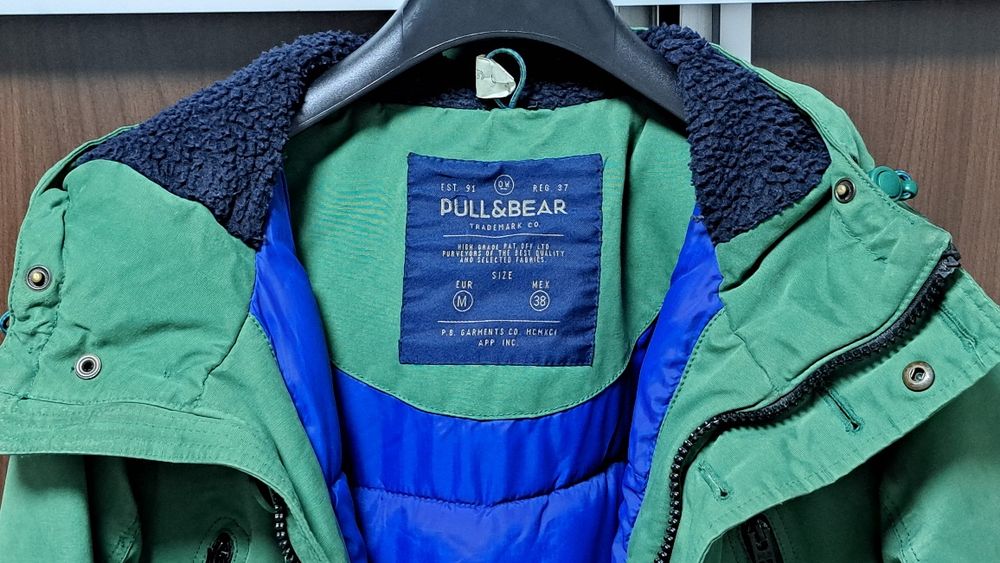 EST. 91 O.W REG 37
PULL&BEAR
TRADEMARK CO.
HIGH GRADE PAT. OFF LTD
PURVEYORS OF THE BEST QUALITY
AND SELECTED FABRICS.
SIZE
EUR MEX
M 38
P.B. GARMENTS CO. MCMXCI
APP INC.